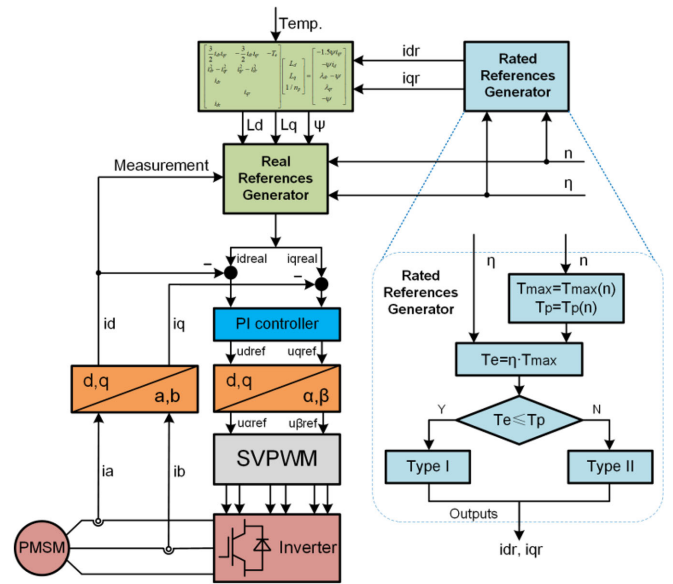 Temp.
idr
iqr
Rated
References
Generator
Ld
Lq
Ψ
Measurement
Real
References
Generator
n
η
idreal
iqreal
–
–
PI controller
id
iq
udref
uqref
d,q
a,b
d,q
α,β
uαref
uβref
SVPWM
ia
ib
PMSM
Inverter
Rated
References
Generator
η
n
Tmax=Tmax(n)
Tp=Tp(n)
Te=η·Tmax
Y
Te≤Tp
N
Type I
Type II
Outputs
idr, iqr